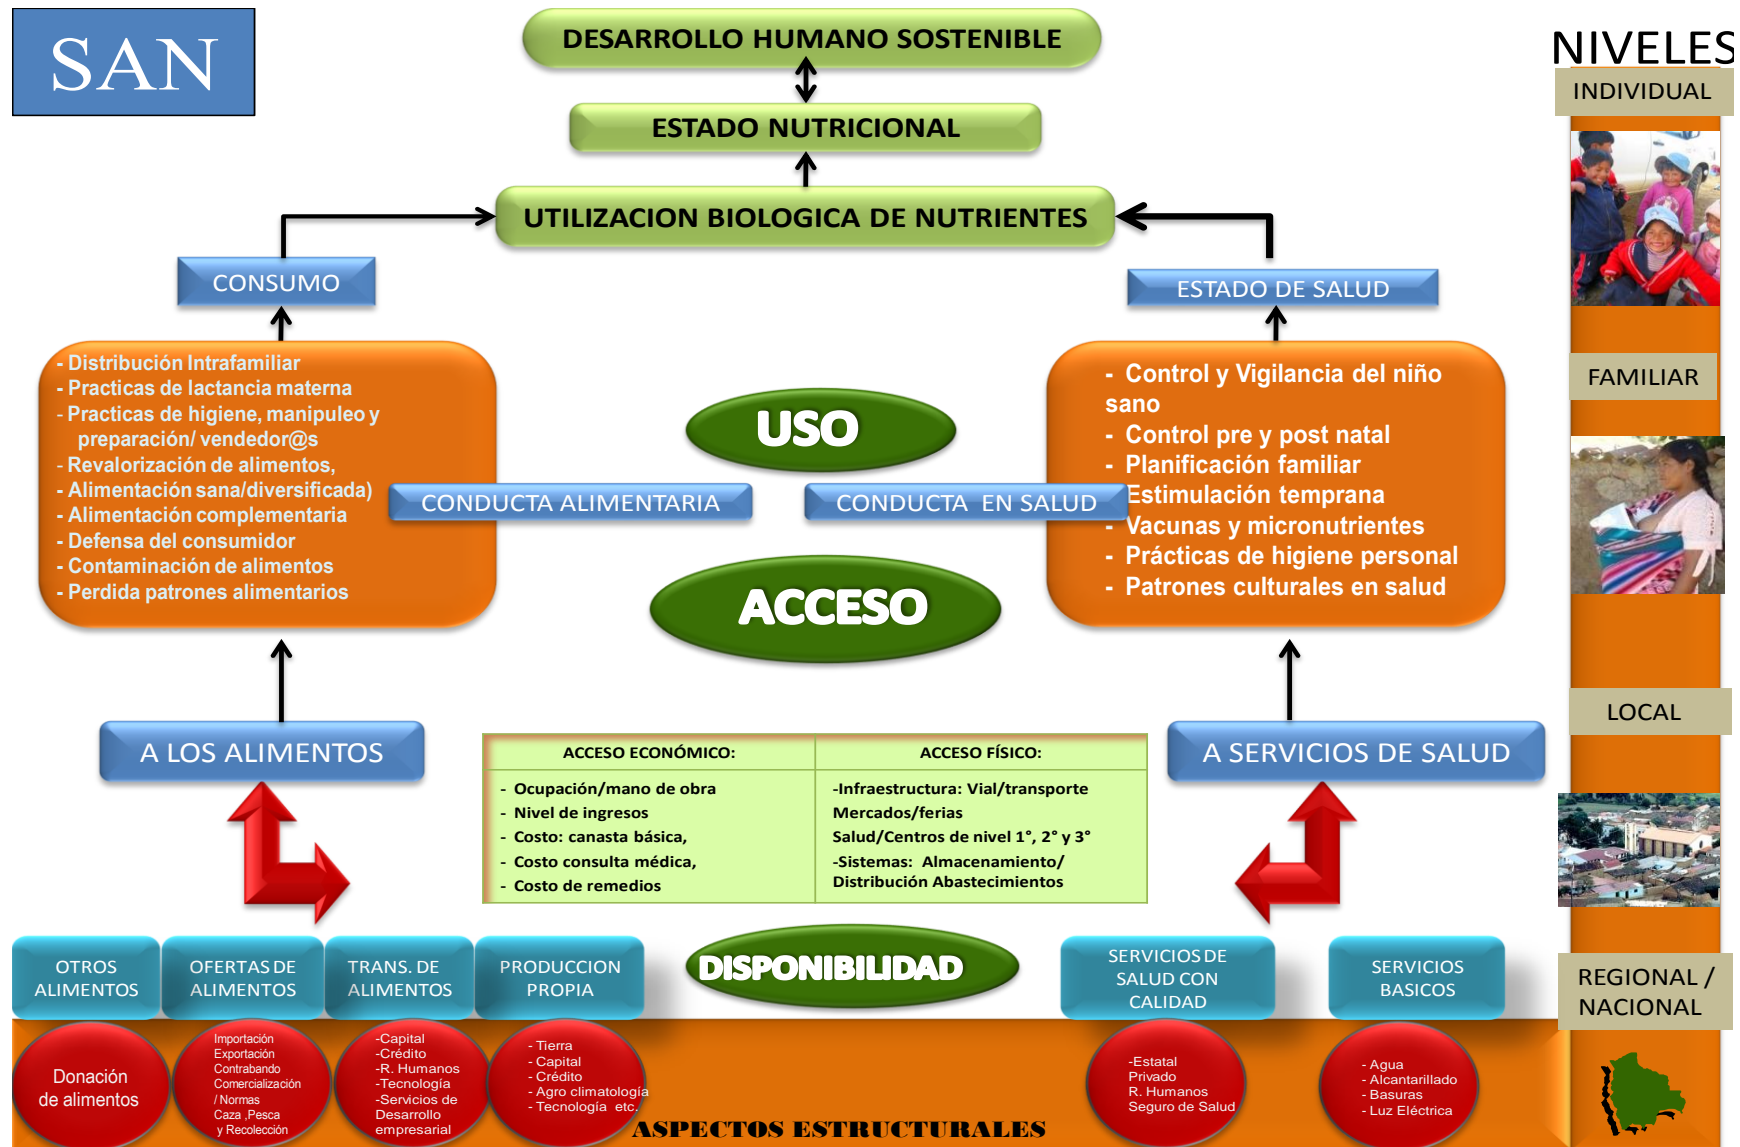 SAN
DESARROLLO HUMANO SOSTENIBLE
ESTADO NUTRICIONAL
UTILIZACION BIOLOGICA DE NUTRIENTES
CONSUMO
ESTADO DE SALUD
- Distribución Intrafamiliar
- Practicas de lactancia materna
- Practicas de higiene, manipuleo y
preparación/ vendedor@s
- Revalorización de alimentos,
- Alimentación sana/diversificada)
- Alimentación complementaria
- Defensa del consumidor
- Contaminación de alimentos
- Perdida patrones alimentarios
USO
CONDUCTA ALIMENTARIA
CONDUCTA EN SALUD
ACCESO
- Control y Vigilancia del niño
sano
- Control pre y post natal
- Planificación familiar
Estimulación temprana
- Vacunas y micronutrientes
- Prácticas de higiene personal
- Patrones culturales en salud
A LOS ALIMENTOS
ACCESO ECONÓMICO:
- Ocupación/mano de obra
- Nivel de ingresos
- Costo: canasta básica,
- Costo consulta médica,
- Costo de remedios
ACCESO FÍSICO:
-Infraestructura: Vial/transporte
Mercados/ferias
Salud/Centros de nivel 1°, 2° y 3°
-Sistemas: Almacenamiento/
Distribución Abastecimientos
A SERVICIOS DE SALUD
OTROS
ALIMENTOS
OFERTAS DE
ALIMENTOS
TRANS. DE
ALIMENTOS
PRODUCCION
PROPIA
DISPONIBILIDAD
SERVICIOS DE
SALUD CON
CALIDAD
SERVICIOS
BASICOS
Donación
de alimentos
Importación
Exportación
Contrabando
Comercialización
/ Normas
Caza ,Pesca
y Recolección
-Capital
-Crédito
-R. Humanos
-Tecnología
-Servicios de
Desarrollo
empresarial
- Tierra
- Capital
- Crédito
- Agro climatología
- Tecnología etc.
-Estatal
Privado
R. Humanos
Seguro de Salud
- Agua
- Alcantarillado
- Basuras
- Luz Eléctrica
ASPECTOS ESTRUCTURALES
NIVELES
INDIVIDUAL
FAMILIAR
LOCAL
REGIONAL /
NACIONAL